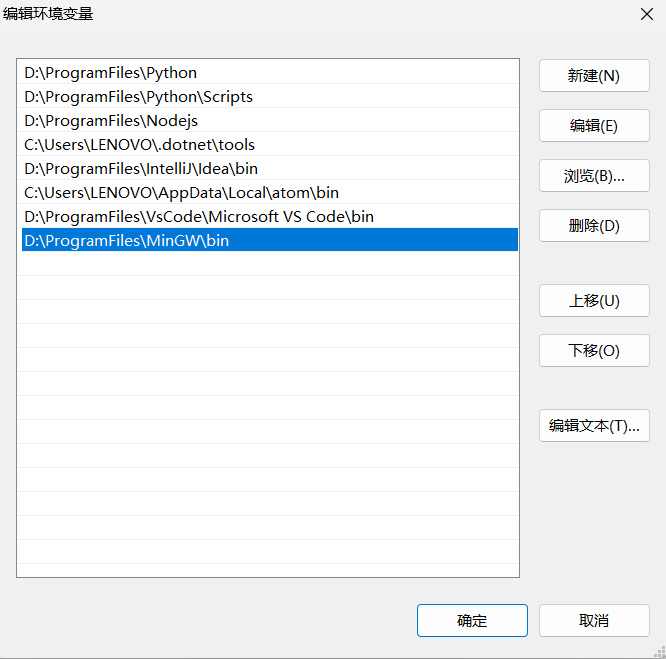 编辑环境变量
D:\ProgramFiles\Python
D:\ProgramFiles\Python\Scripts
D:\ProgramFiles\Nodejs
C:\Users\LENOVO\.dotnet\tools
D:\ProgramFiles\IntelliJ\Idea\bin
C:\Users\LENOVO\AppData\Local\atom\bin
D:\ProgramFiles\VsCode\Microsoft VS Code\bin
D:\ProgramFiles\MinGW\bin
新建(N)
编辑(E)
浏览(B)...
删除(D)
上移(U)
下移(O)
编辑文本(T)...
确定
取消